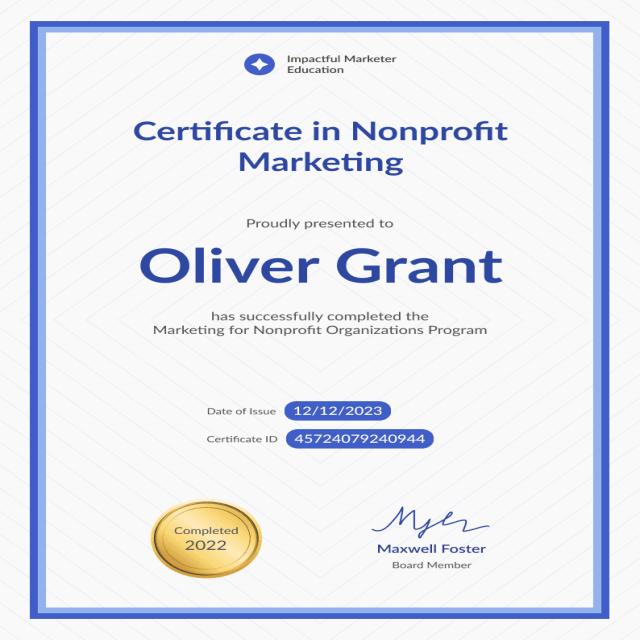 Impactful Marketer
Education
Certificate in Nonprofit
Marketing
Proudly presented to
Oliver Grant
has successfully completed the
Marketing for Nonprofit Organizations Program
Date of Issue 12/12/2023
Certificate ID 45724079240944
Completed
2022
Maxwell Foster
Board Member